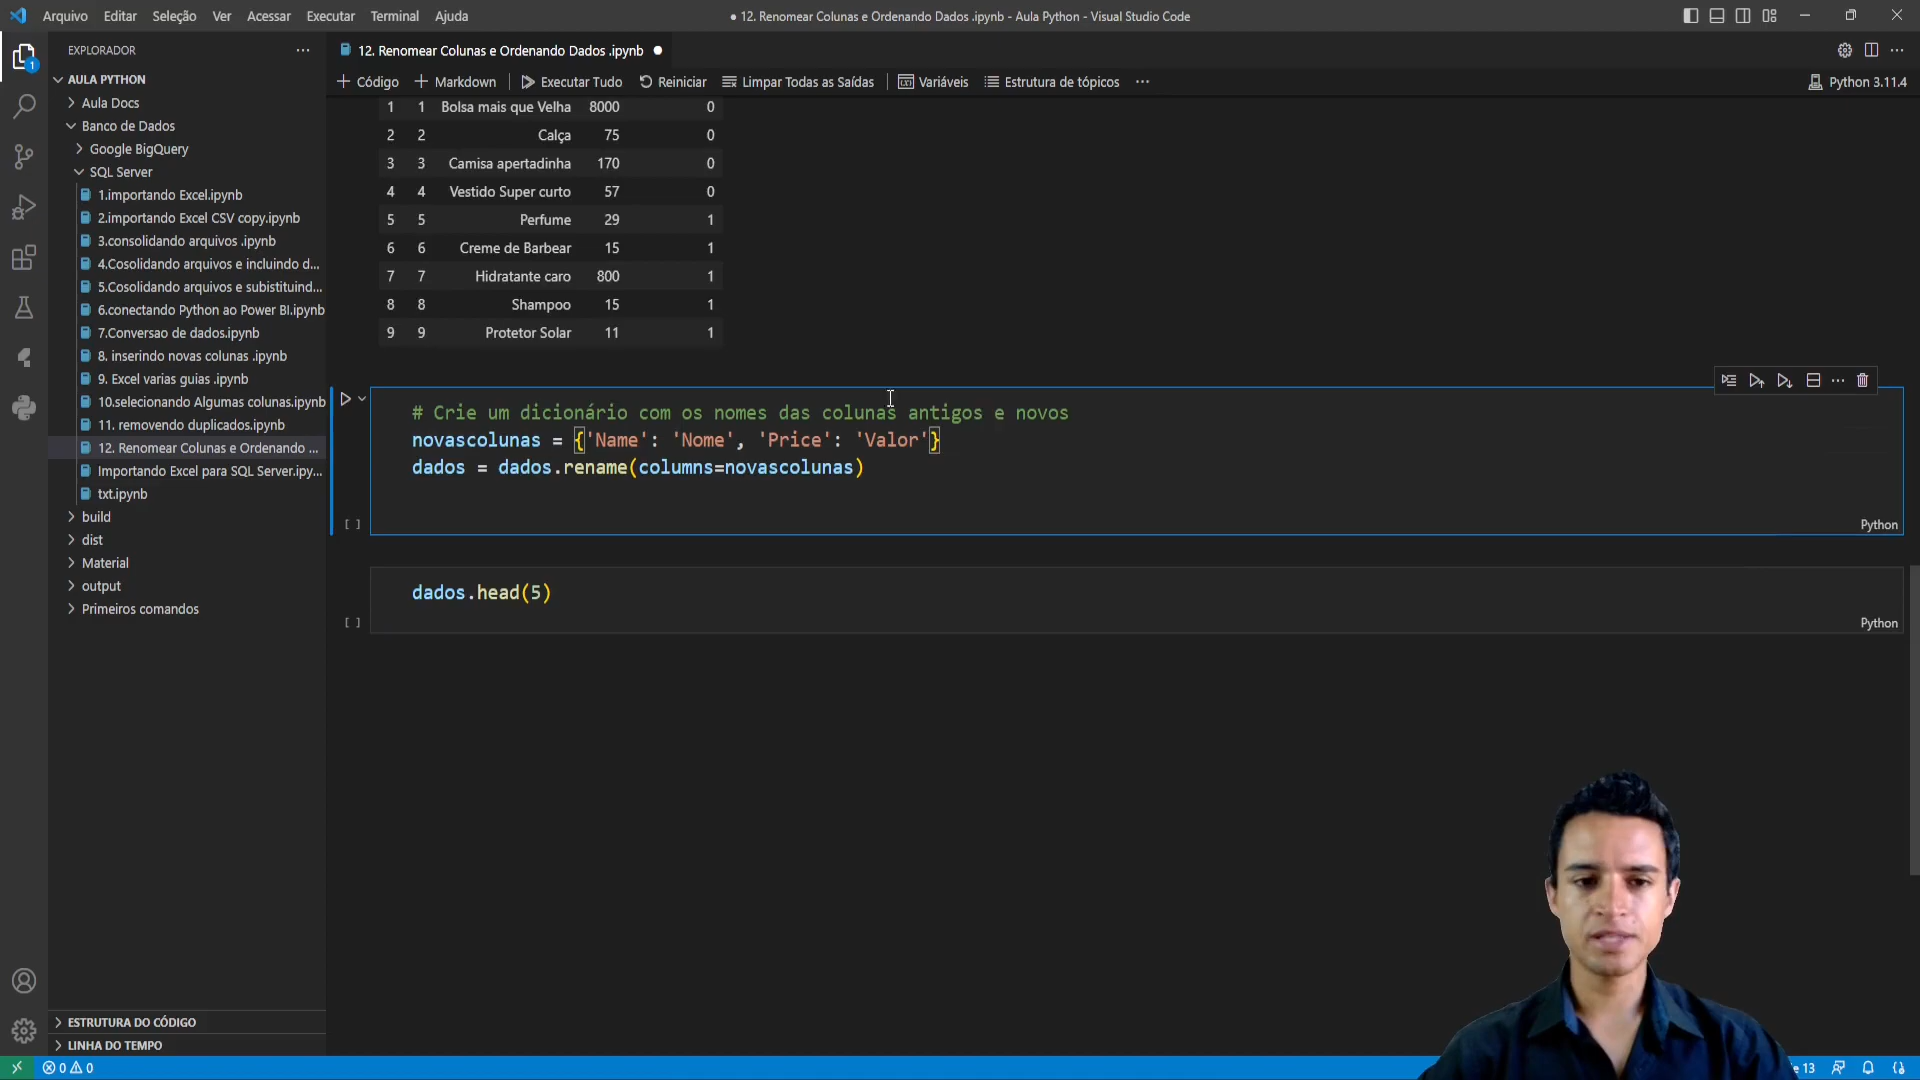 Arquivo Editar Seleção Ver Acessar Executar Terminal Ajuda
● 12. Renomear Colunas e Ordenando Dados .ipynb - Aula Python - Visual Studio Code
EXPLORADOR
AULA PYTHON
Aula Docs
Banco de Dados
Google BigQuery
SQL Server
1.importando Excel.ipynb
2.importando Excel CSV copy.ipynb
3.consolidando arquivos .ipynb
4.Cosolidando arquivos e incluindo d...
5.Cosolidando arquivos e subistituind...
6.conectando Python ao Power BI.ipynb
7.Conversao de dados.ipynb
8. inserindo novas colunas .ipynb
9. Excel varias guias .ipynb
10.selecionando Algumas colunas.ipynb
11. removendo duplicados.ipynb
12. Renomear Colunas e Ordenando ...
Importando Excel para SQL Server.ipy...
txt.ipynb
build
dist
Material
output
Primeiros comandos
ESTRUTURA DO CÓDIGO
LINHA DO TEMPO
12. Renomear Colunas e Ordenando Dados .ipynb ●
+ Código + Markdown Executar Tudo Reiniciar Limpar Todas as Saídas Variáveis Estrutura de tópicos ... Python 3.11.4
1 1 Bolsa mais que Velha 8000 0
2 2 Calça 75 0
3 3 Camisa apertadinha 170 0
4 4 Vestido Super curto 57 0
5 5 Perfume 29 1
6 6 Creme de Barbear 15 1
7 7 Hidratante caro 800 1
8 8 Shampoo 15 1
9 9 Protetor Solar 11 1
# Crie um dicionário com os nomes das colunas antigos e novos
novascolunas = {'Name': 'Nome', 'Price': 'Valor'}
dados = dados.rename(columns=novascolunas)
[ ] Python
dados.head(5)
[ ] Python
1
0 0
13